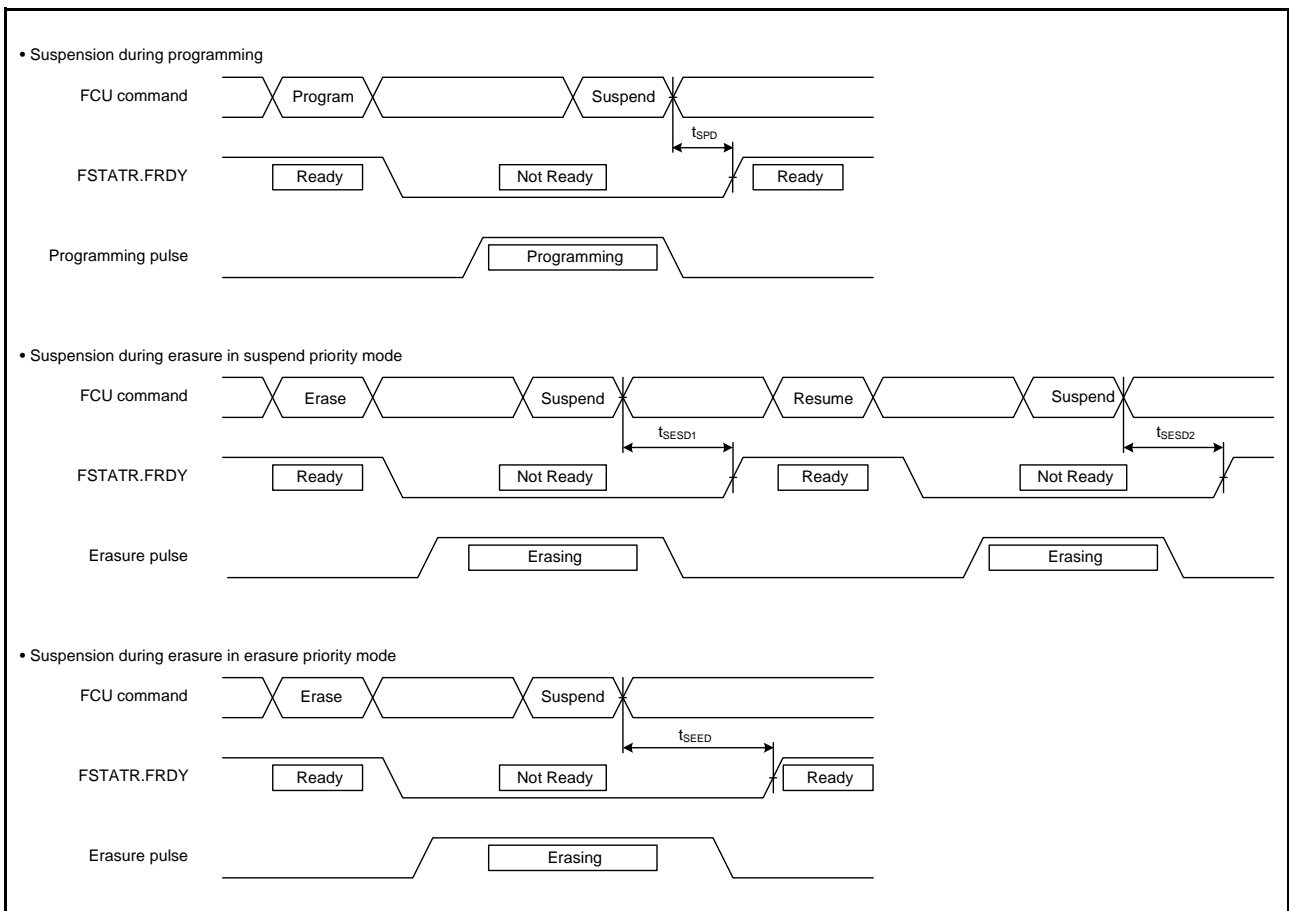 • Suspension during programming
FCU command
Program
Suspend
tSPD
FSTATR.FRDY
Ready
Not Ready
Ready
Programming pulse
Programming
• Suspension during erasure in suspend priority mode
FCU command
Erase
Suspend
Resume
Suspend
tSESD1
tSESD2
FSTATR.FRDY
Ready
Not Ready
Ready
Not Ready
Erasure pulse
Erasing
Erasing
• Suspension during erasure in erasure priority mode
FCU command
Erase
Suspend
tSEED
FSTATR.FRDY
Ready
Not Ready
Ready
Erasure pulse
Erasing